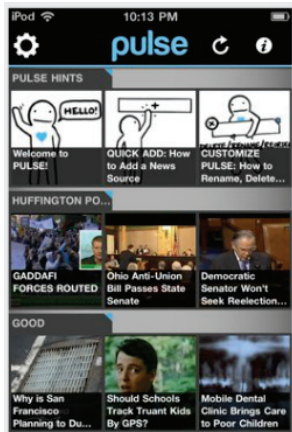 iPod 10:13 PM
pulse
PULSE HINTS
HELLO!
Welcome to
PULSE!
QUICK ADD: How
to Add a News
Source
CUSTOMIZE
PULSE: How to
Rename, Delete...
HUFFINGTON PO...
GADDAFI
FORCES ROUTED
Ohio Anti-Union
Bill Passes State
Senate
Democratic
Senator Won't
Seek Reelection...
GOOD
Why is San
Francisco
Planning to Du...
Should Schools
Track Truant Kids
By GPS?
Mobile Dental
Clinic Brings Care
to Poor Children